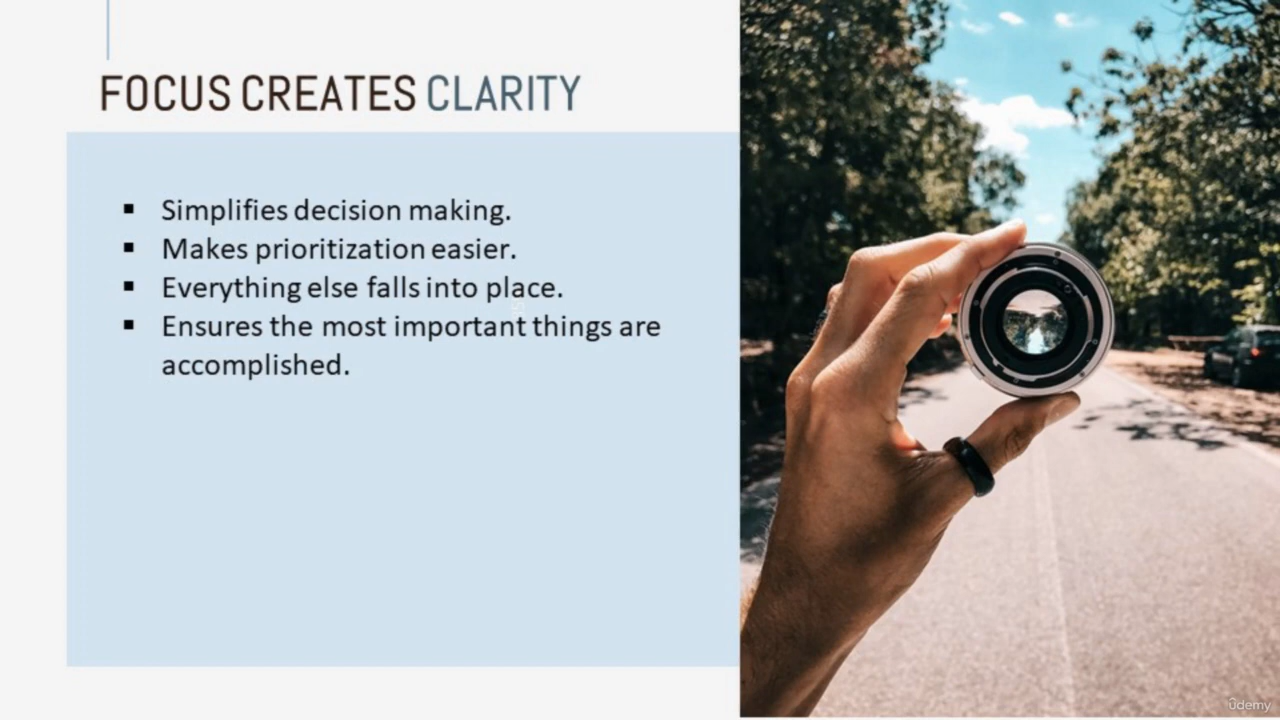 FOCUS CREATES CLARITY
▪ Simplifies decision making.
▪ Makes prioritization easier.
▪ Everything else falls into place.
▪ Ensures the most important things are
accomplished.
ûdemy